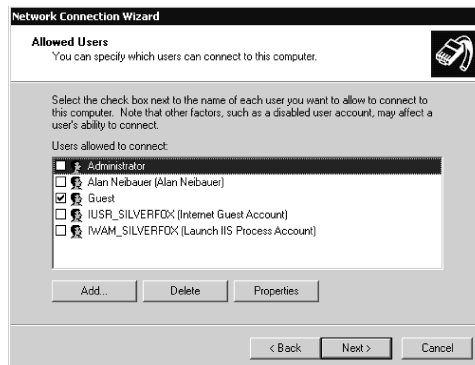 Network Connection Wizard
Allowed Users
You can specify which users can connect to this computer.
Select the check box next to the name of each user you want to allow to connect to
this computer. Note that other factors, such as a disabled user account, may affect a
user's ability to connect.
Users allowed to connect:
Administrator
Alan Neibauer (Alan Neibauer)
Guest
IUSR_SILVERFOX (Internet Guest Account)
IWAM_SILVERFOX (Launch IIS Process Account)
Add... Delete Properties
< Back Next > Cancel